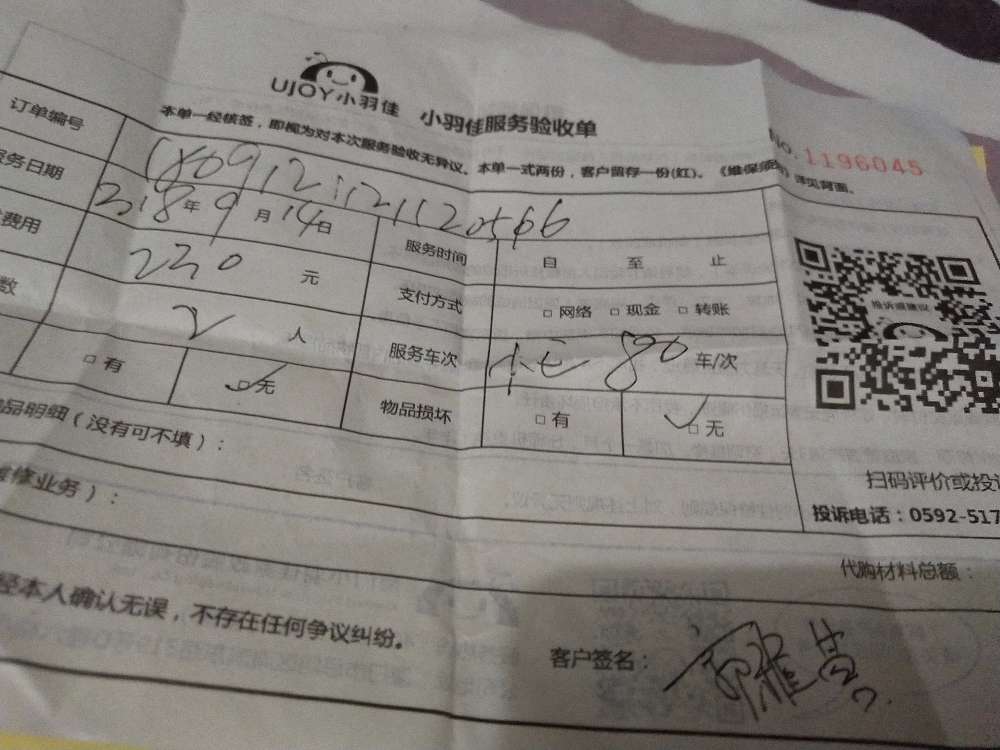 UJOY小羽佳 小羽佳服务验收单
No.1196045
本单一经核签，即视为对本次服务验收无异议。本单一式两份，客户留存一份(红)。《维保须知》详见背面。
订单编号
服务日期 2018年9月14日 服务时间 自 至 止
费用 230 元 支付方式 □网络 □现金 □转账
数 2 人 服务车次 80 车/次
□有 □无 物品损坏 □有 □无
品明细（没有可不填）：
修业务）：
投诉或建议
扫码评价或投诉
投诉电话：0592-517
代购材料总额：
经本人确认无误，不存在任何争议纠纷。
客户签名：